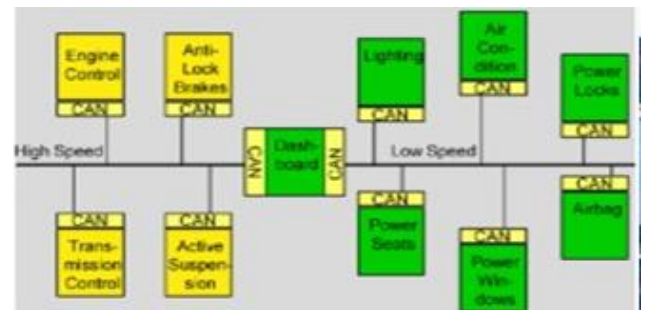 Engine
Control
CAN
Anti-
Lock
Brakes
CAN
Lighting
CAN
Air
Con-
dition
CAN
Power
Locks
CAN
High Speed
CAN
Dash-
board
CAN
Low Speed
CAN
Trans-
mission
Control
CAN
Active
Suspen-
sion
CAN
Power
Seats
CAN
Power
Win-
dows
CAN
Airbag